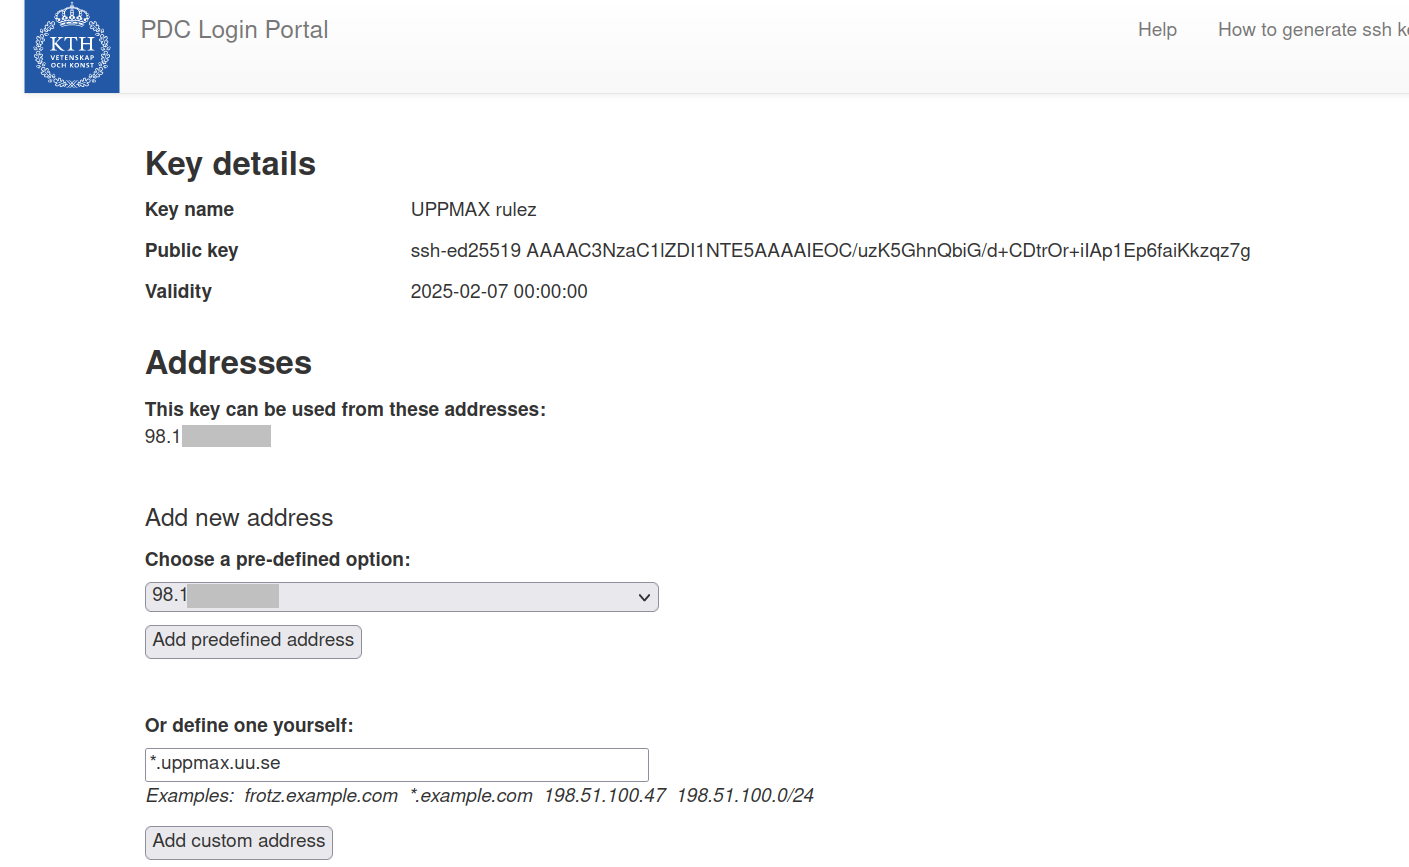 KTH
VETENSKAP
OCH KONST
PDC Login Portal
Help
How to generate ssh k
Key details
Key name
UPPMAX rulez
Public key
ssh-ed25519 AAAAC3NzaC1lZDI1NTE5AAAAIEOC/uzK5GhnQbiG/d+CDtrOr+iIAp1Ep6faiKkzqz7g
Validity
2025-02-07 00:00:00
Addresses
This key can be used from these addresses:
98.1
Add new address
Choose a pre-defined option:
98.1
Add predefined address
Or define one yourself:
*.uppmax.uu.se
Examples: frotz.example.com *.example.com 198.51.100.47 198.51.100.0/24
Add custom address